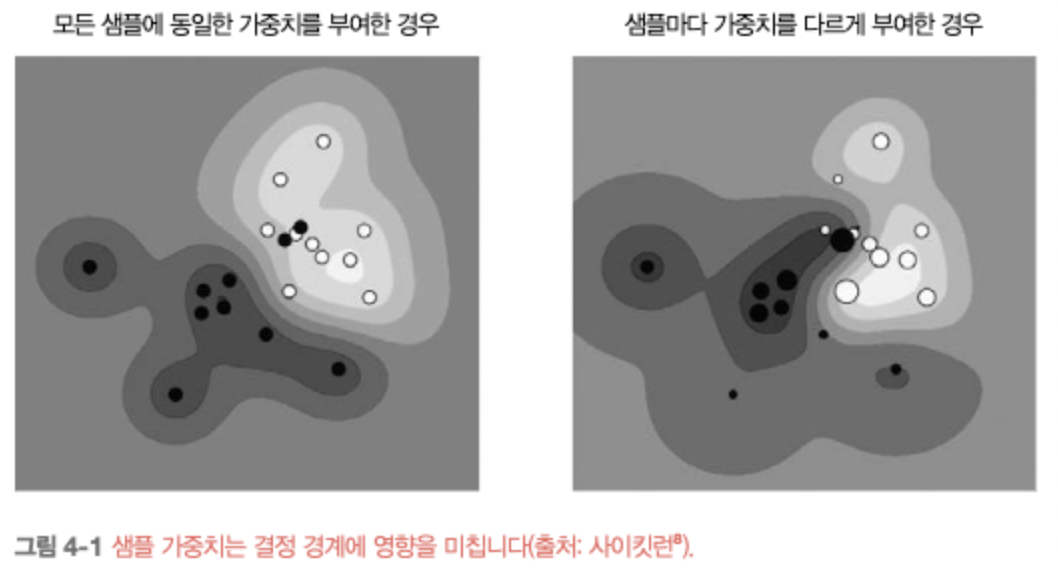 모든 샘플에 동일한 가중치를 부여한 경우
샘플마다 가중치를 다르게 부여한 경우
그림 4-1 샘플 가중치는 결정 경계에 영향을 미칩니다(출처: 사이킷런⁸).